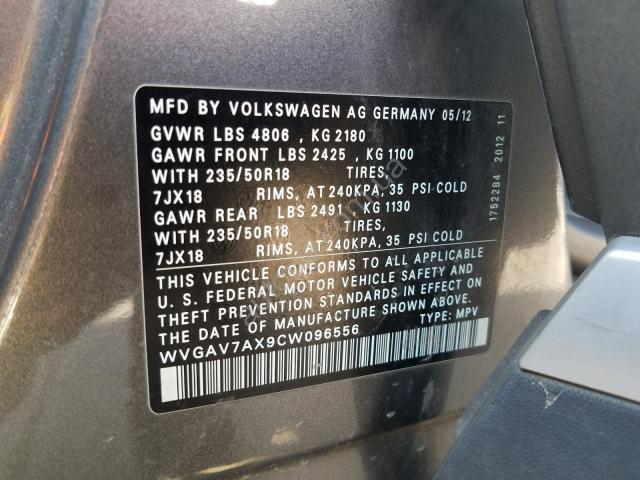 MFD BY VOLKSWAGEN AG GERMANY 05/12
GVWR LBS 4806 , KG 2180
GAWR FRONT LBS 2425 , KG 1100
WITH 235/50R18 TIRES,
7JX18 RIMS, AT 240KPA, 35 PSI COLD
GAWR REAR LBS 2491 KG 1130
WITH 235/50R18 TIRES,
7JX18 RIMS, AT 240KPA, 35 PSI COLD
THIS VEHICLE CONFORMS TO ALL APPLICABLE
U. S. FEDERAL MOTOR VEHICLE SAFETY AND
THEFT PREVENTION STANDARDS IN EFFECT ON
THE DATE OF MANUFACTURE SHOWN ABOVE.
WVGAV7AX9CW096556 TYPE: MPV
1752284 2012 11